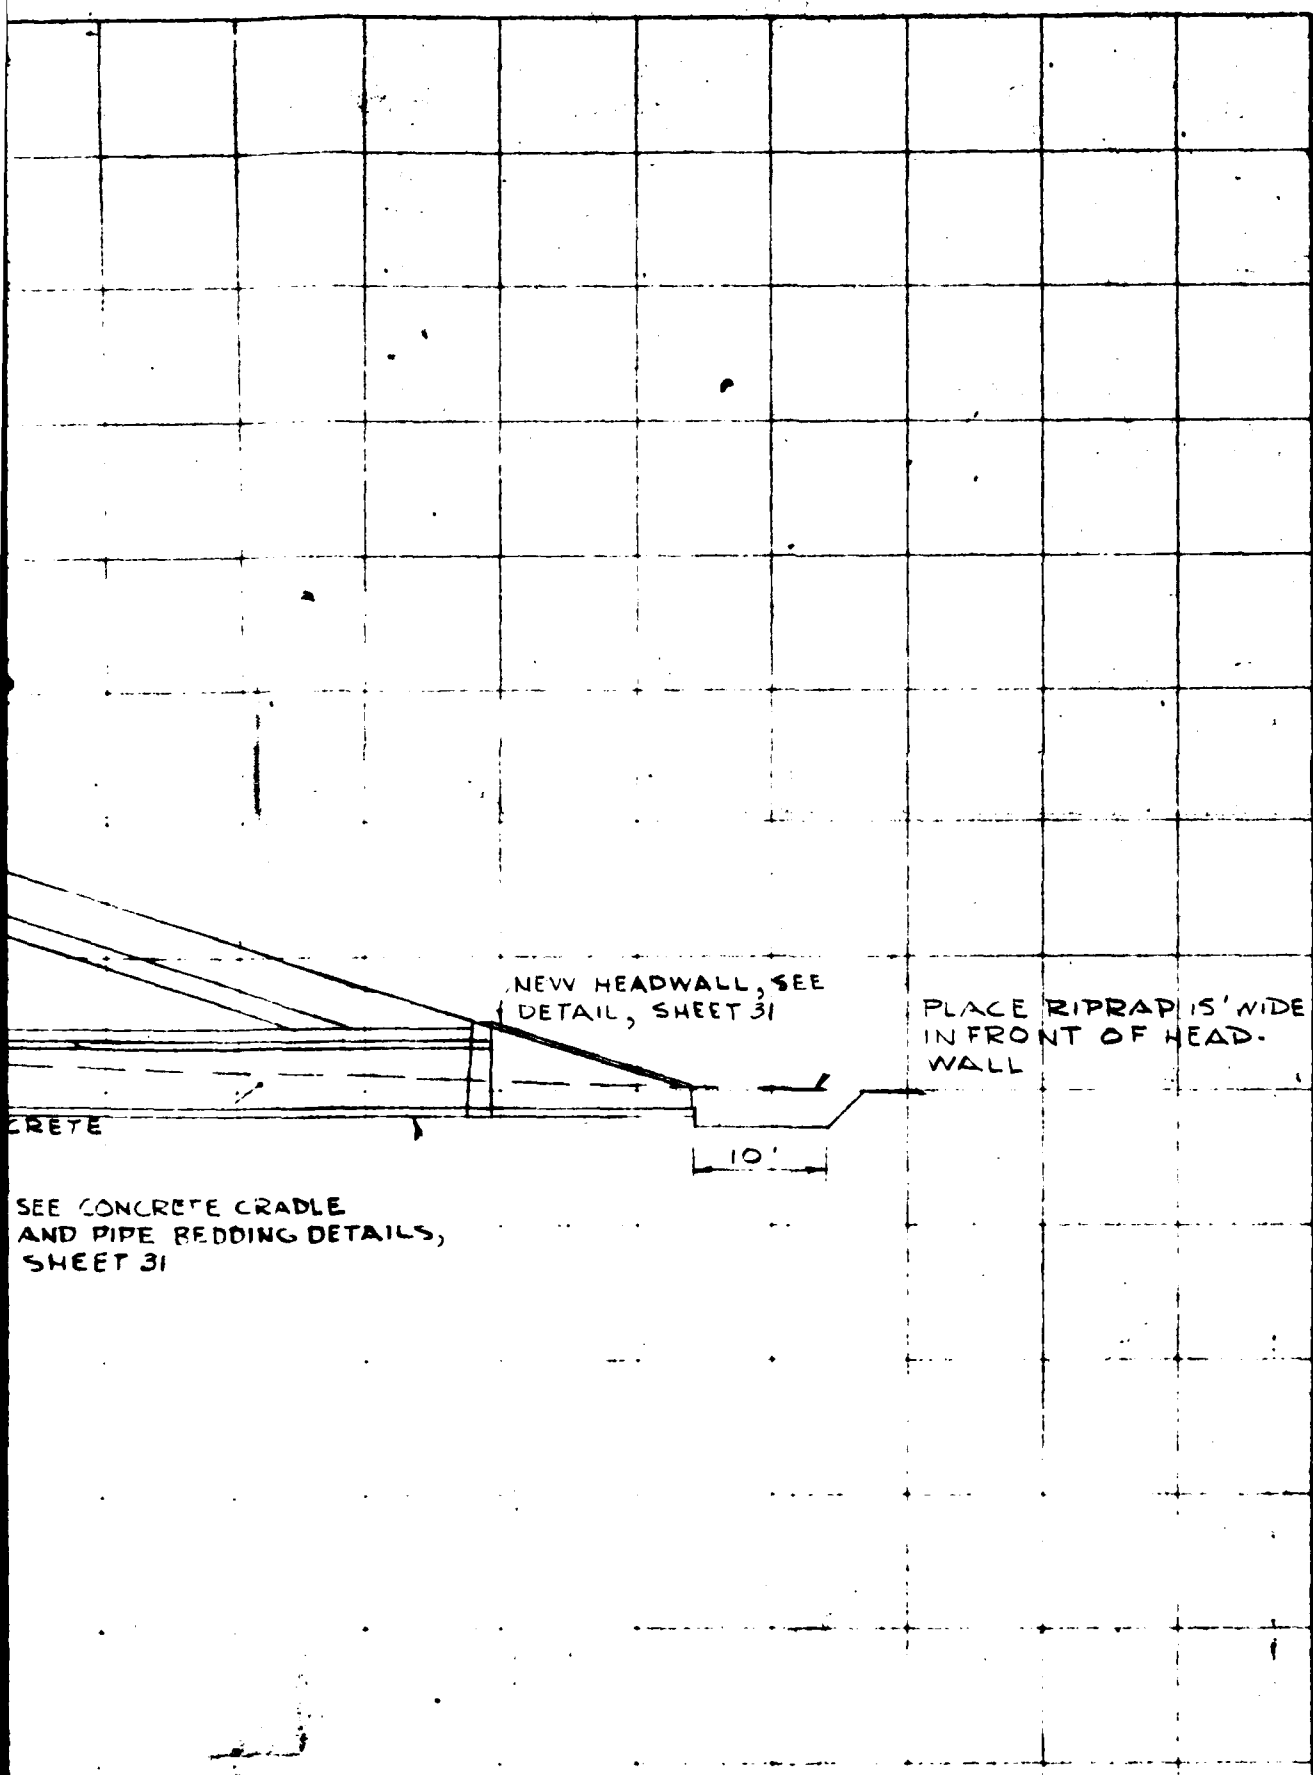 NEW HEADWALL, SEE
DETAIL, SHEET 31
PLACE RIPRAP 15' WIDE
IN FRONT OF HEAD-
WALL
CRETE
10'
SEE CONCRETE CRADLE
AND PIPE BEDDING DETAILS,
SHEET 31